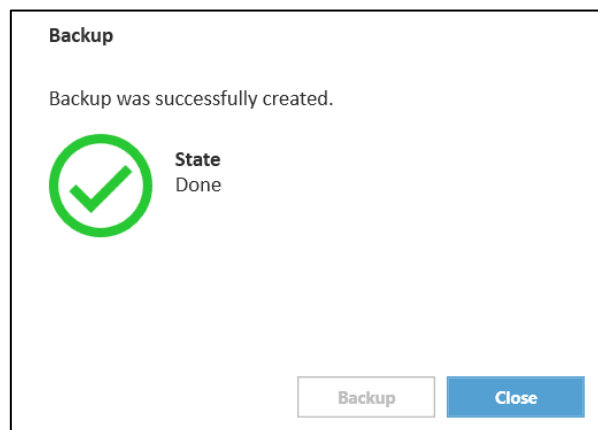 Backup
Backup was successfully created.
State
Done
Backup
Close